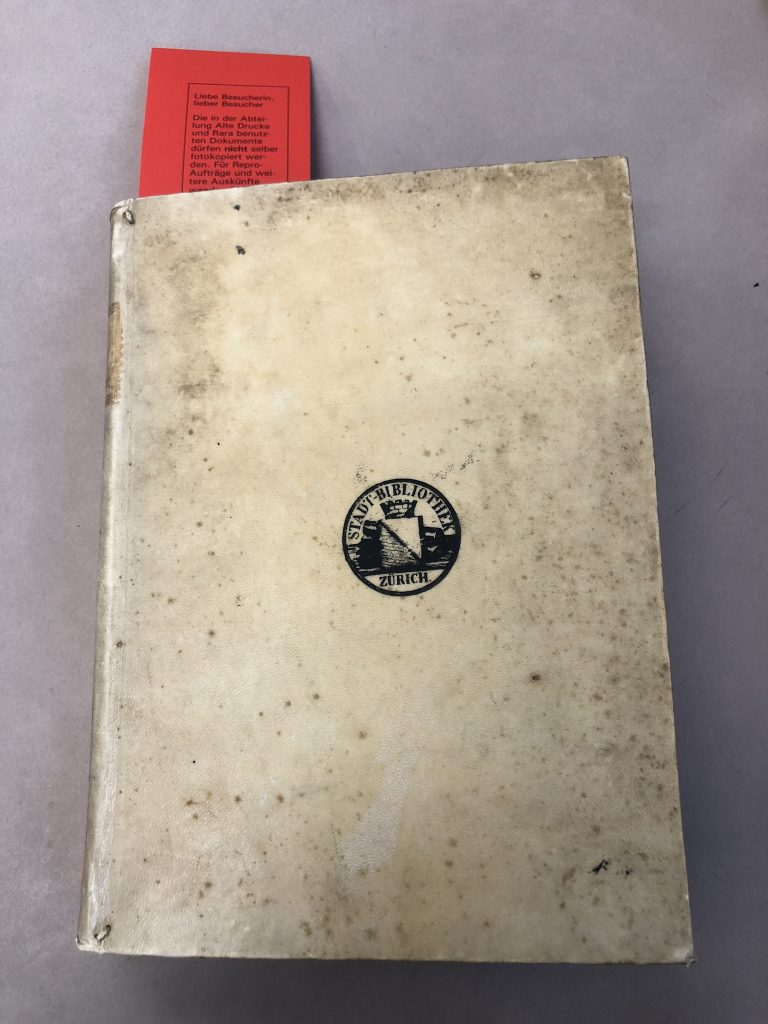 Liebe Besucherin,
lieber Besucher
Die in der Abtei-
lung Alte Drucke
und Rara benutz-
ten Dokumente
dürfen nicht selber
fotokopiert wer-
den. Für Repro-
Aufträge und wei-
tere Auskünfte
STADT-BIBLIOTHEK
ZÜRICH.